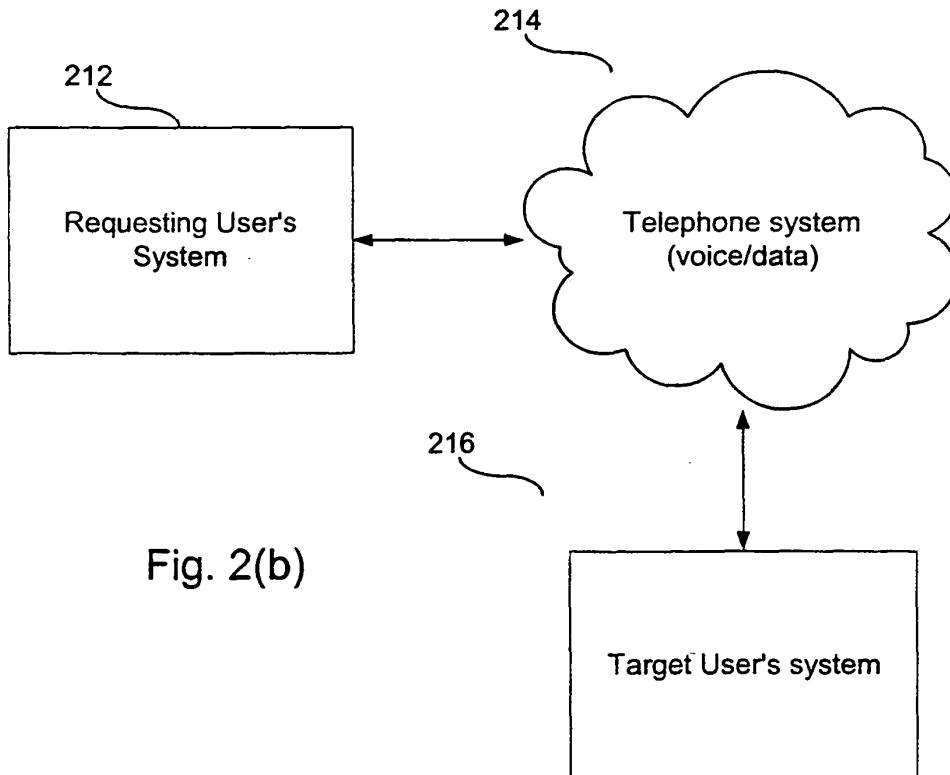 214
212
Requesting User's
System
Telephone system
(voice/data)
216
Fig. 2(b)
Target User's system